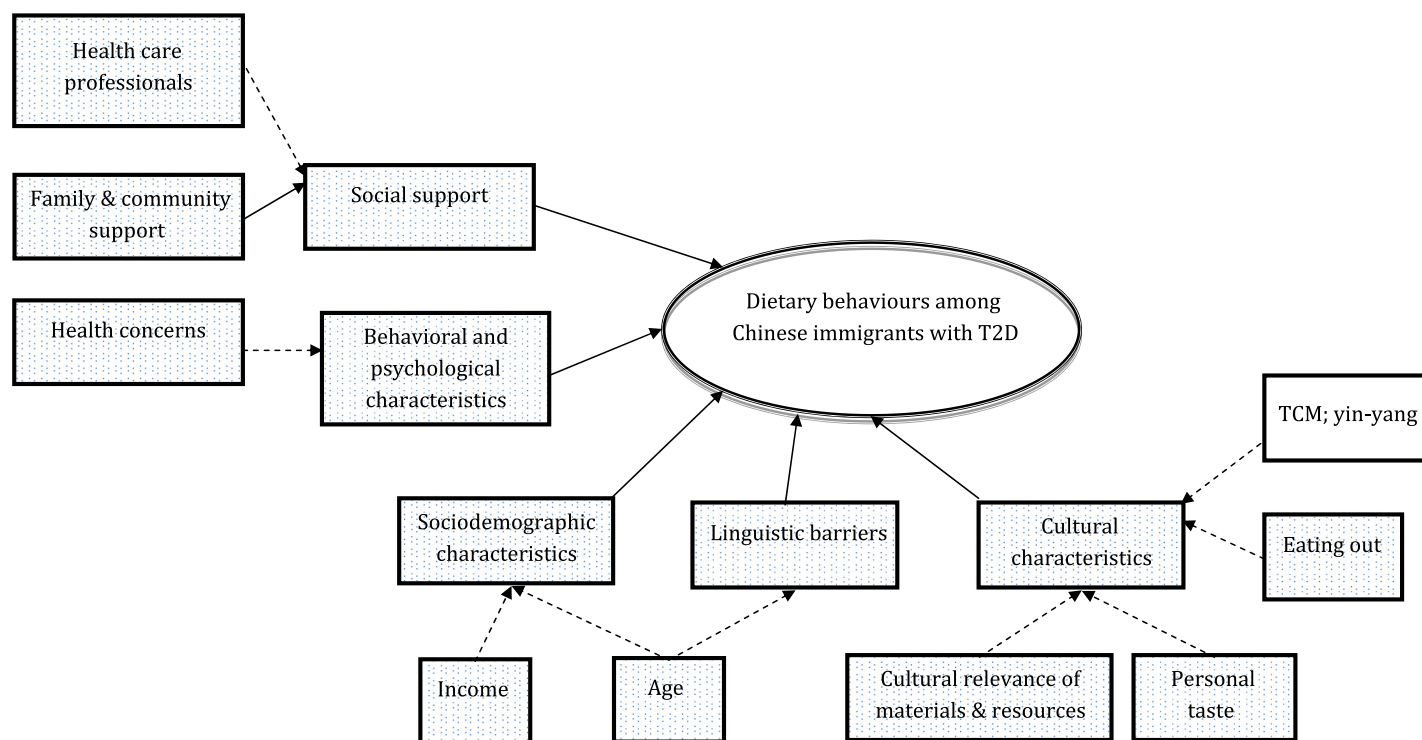 Health care
professionals
Family & community
support
Social support
Health concerns
Behavioral and
psychological
characteristics
Dietary behaviours among
Chinese immigrants with T2D
TCM; yin-yang
Sociodemographic
characteristics
Linguistic barriers
Cultural
characteristics
Eating out
Income
Age
Cultural relevance of
materials & resources
Personal
taste